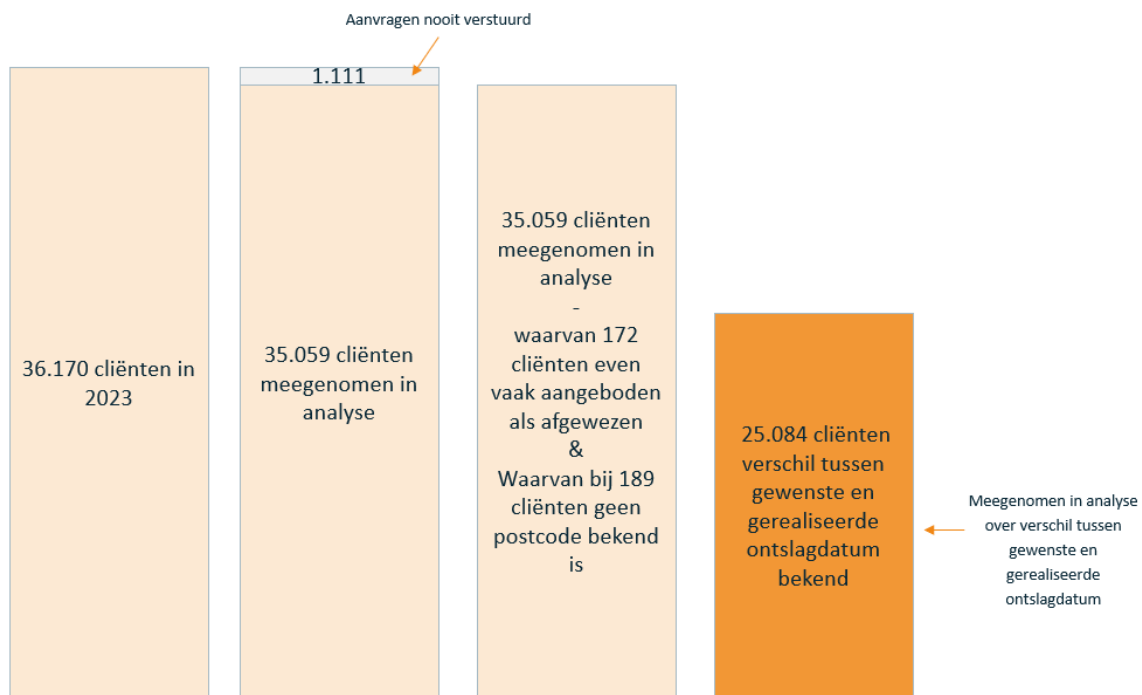 Aanvragen nooit verstuurd
1.111
36.170 cliënten in
2023
35.059 cliënten
meegenomen in
analyse
35.059 cliënten
meegenomen in
analyse
-
waarvan 172
cliënten even
vaak aangeboden
als afgewezen
&
Waarvan bij 189
cliënten geen
postcode bekend
is
25.084 cliënten
verschil tussen
gewenste en
gerealiseerde
ontslagdatum
bekend
Meegenomen in analyse
over verschil tussen
gewenste en
gerealiseerde
ontslagdatum